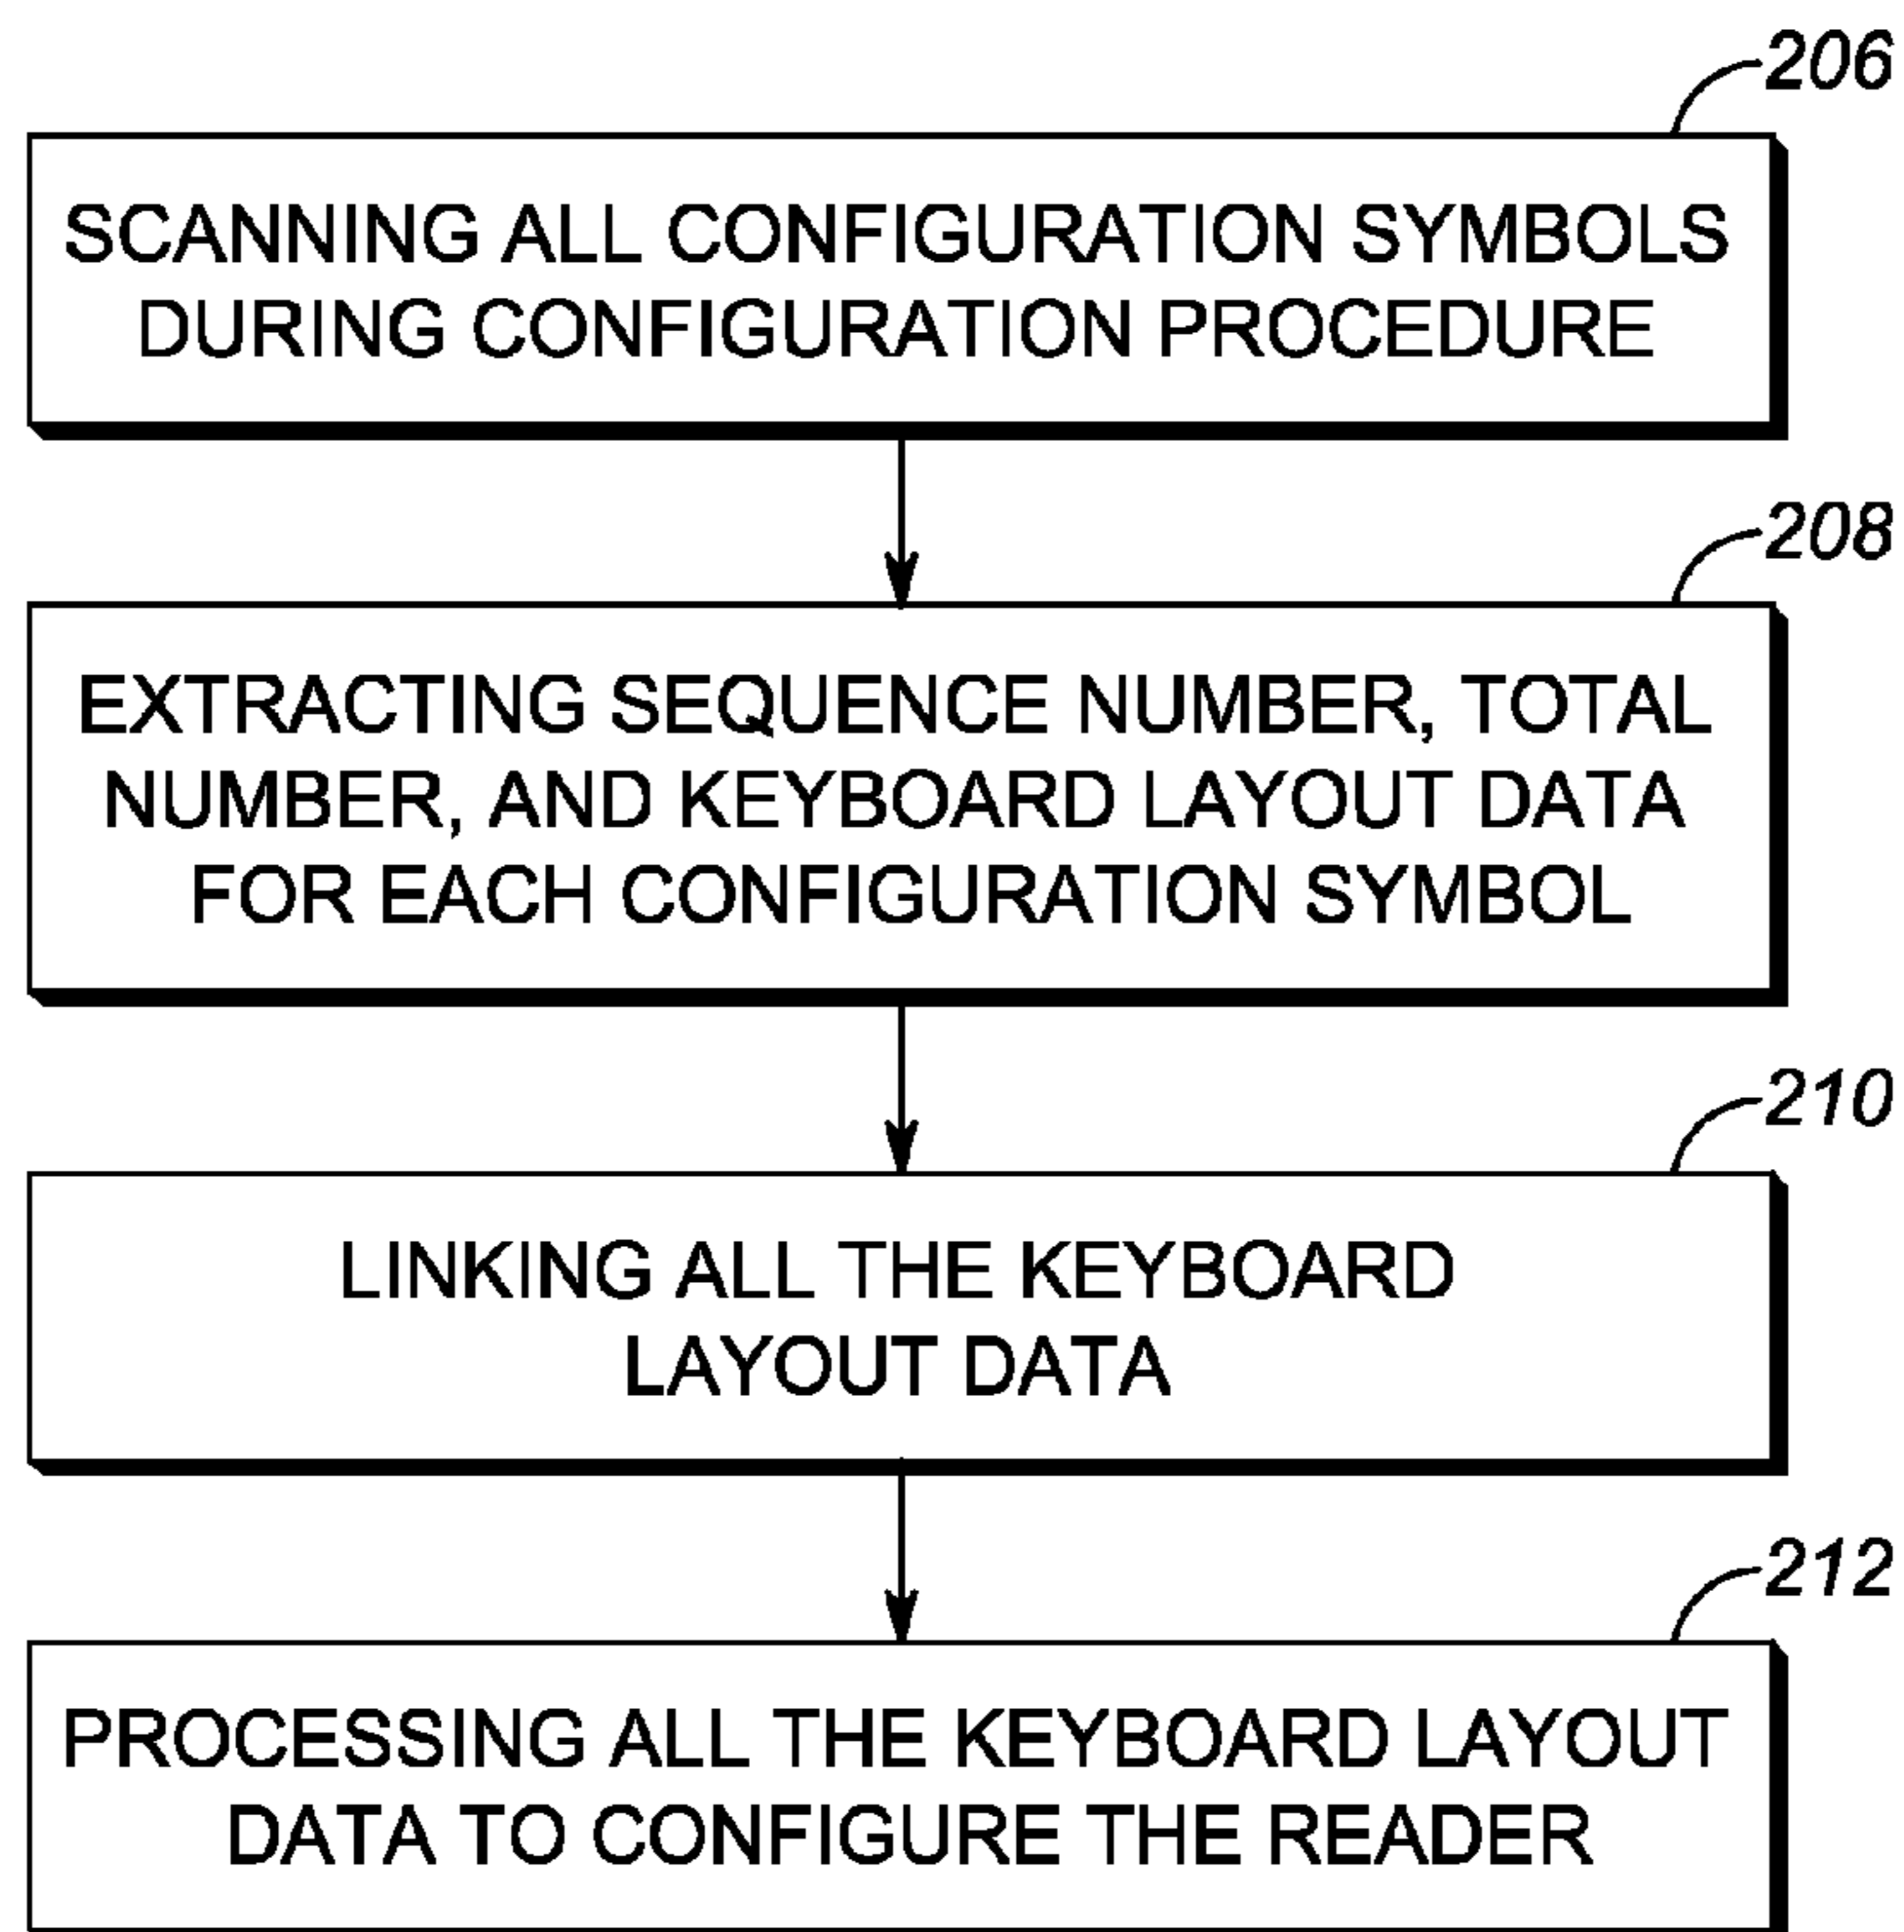 206
SCANNING ALL CONFIGURATION SYMBOLS
DURING CONFIGURATION PROCEDURE
208
EXTRACTING SEQUENCE NUMBER, TOTAL
NUMBER, AND KEYBOARD LAYOUT DATA
FOR EACH CONFIGURATION SYMBOL
210
LINKING ALL THE KEYBOARD
LAYOUT DATA
212
PROCESSING ALL THE KEYBOARD LAYOUT
DATA TO CONFIGURE THE READER